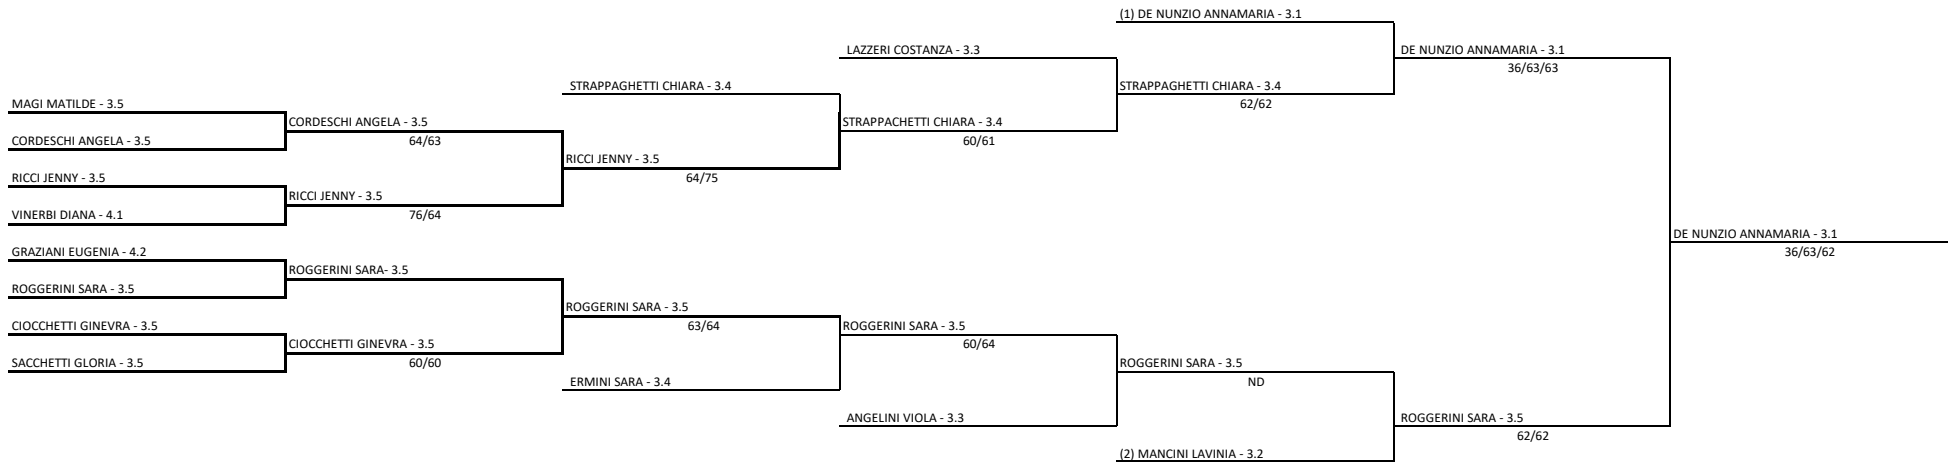 (1) DE NUNZIO ANNAMARIA - 3.1
LAZZERI COSTANZA - 3.3
DE NUNZIO ANNAMARIA - 3.1
36/63/63
STRAPPAGHETTI CHIARA - 3.4
STRAPPAGHETTI CHIARA - 3.4
62/62
MAGI MATILDE - 3.5
CORDESCHI ANGELA - 3.5
64/63
STRAPPACHETTI CHIARA - 3.4
60/61
CORDESCHI ANGELA - 3.5
RICCI JENNY - 3.5
64/75
RICCI JENNY - 3.5
RICCI JENNY - 3.5
76/64
VINERBI DIANA - 4.1
DE NUNZIO ANNAMARIA - 3.1
36/63/62
GRAZIANI EUGENIA - 4.2
ROGGERINI SARA- 3.5
ROGGERINI SARA - 3.5
ROGGERINI SARA - 3.5
63/64
CIOCCHETTI GINEVRA - 3.5
ROGGERINI SARA - 3.5
60/64
CIOCCHETTI GINEVRA - 3.5
60/60
SACCHETTI GLORIA - 3.5
ROGGERINI SARA - 3.5
ND
ERMINI SARA - 3.4
ANGELINI VIOLA - 3.3
ROGGERINI SARA - 3.5
62/62
(2) MANCINI LAVINIA - 3.2